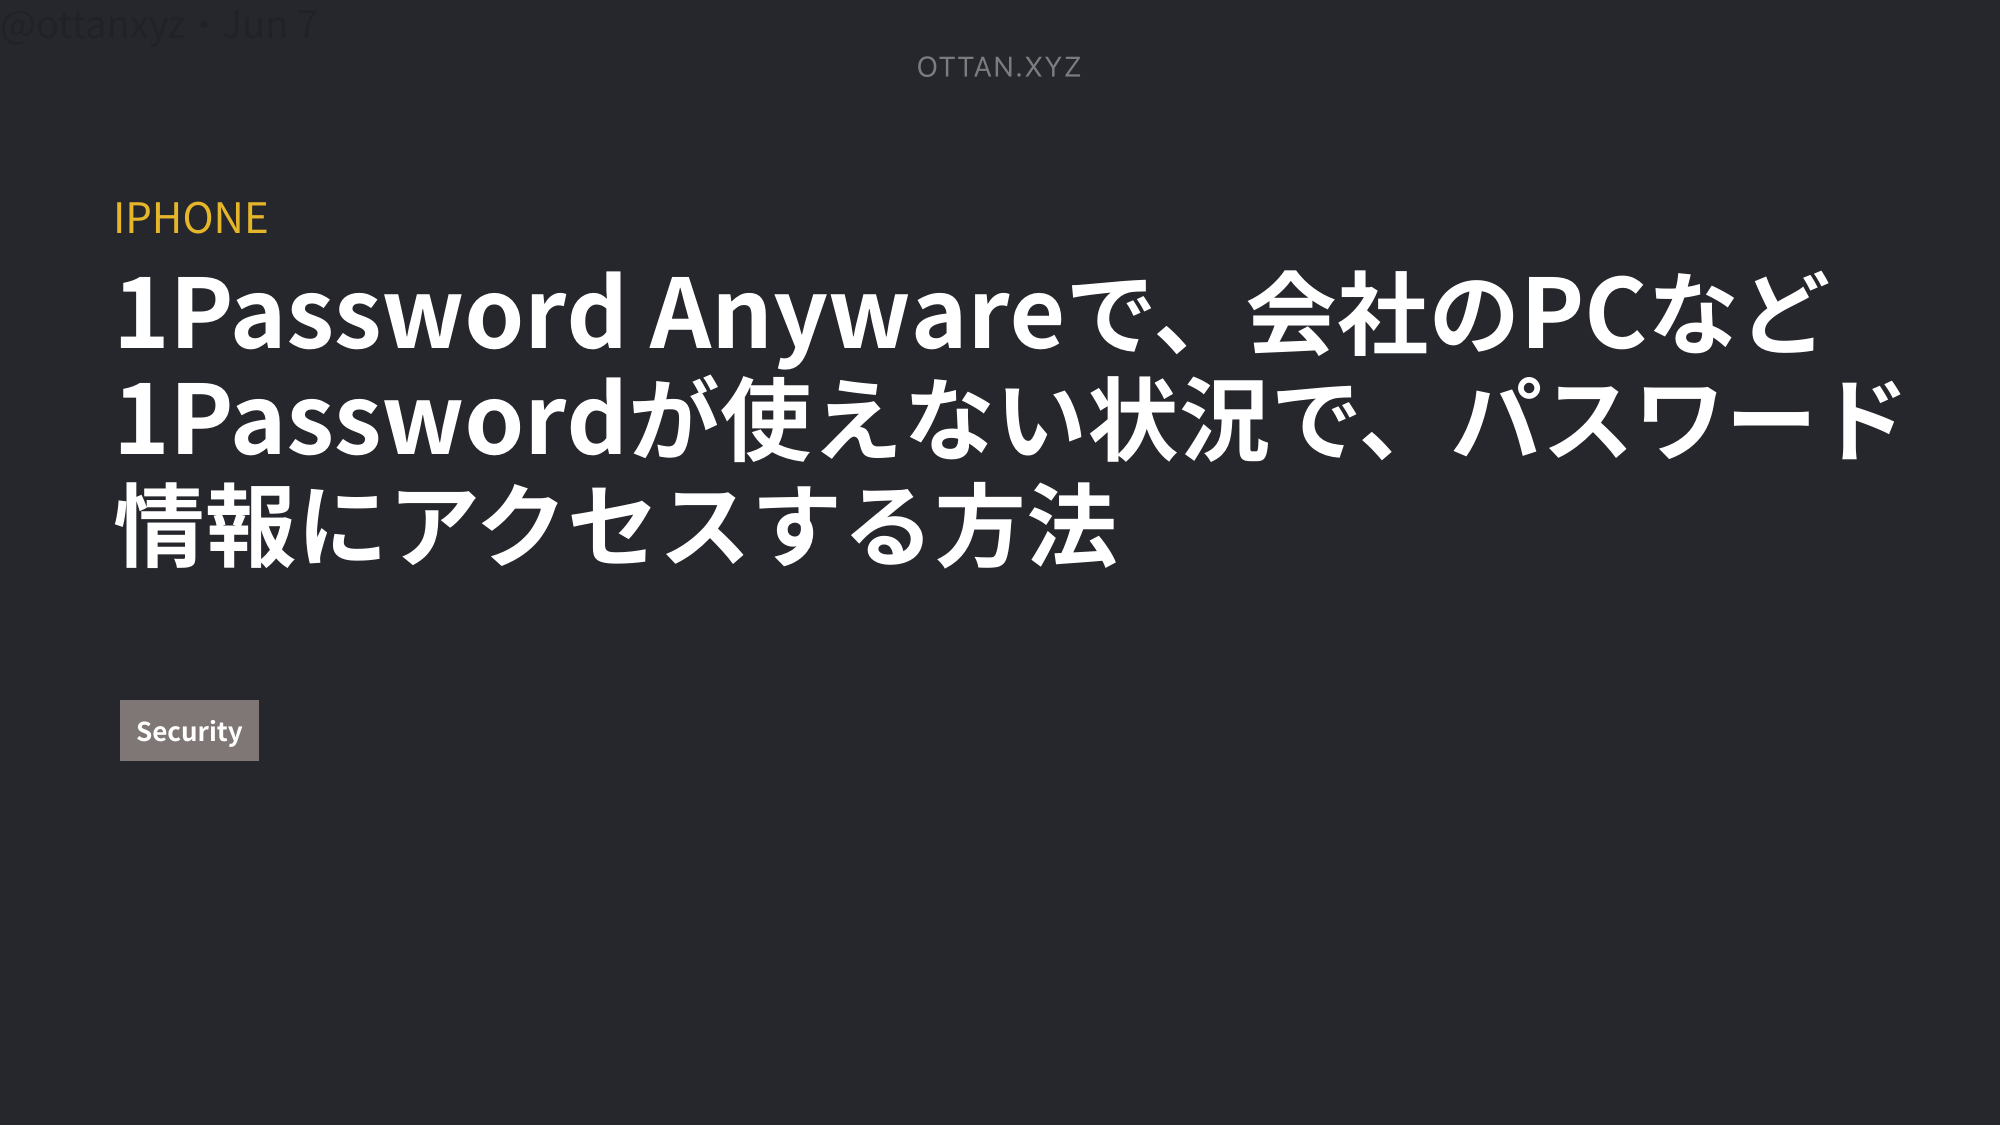 @ottanxyz・Jun 7
OTTAN.XYZ
IPHONE
1Password Anywareで、会社のPCなど
1Passwordが使えない状況で、パスワード
情報にアクセスする方法
Security